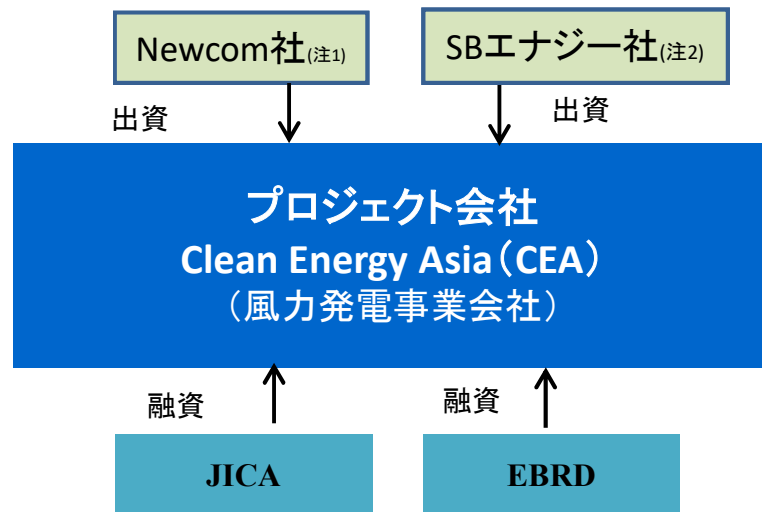 Newcom社(注1)
SBエナジー社(注2)
出資
出資
プロジェクト会社
Clean Energy Asia（CEA）
（風力発電事業会社）
融資
融資
JICA
EBRD